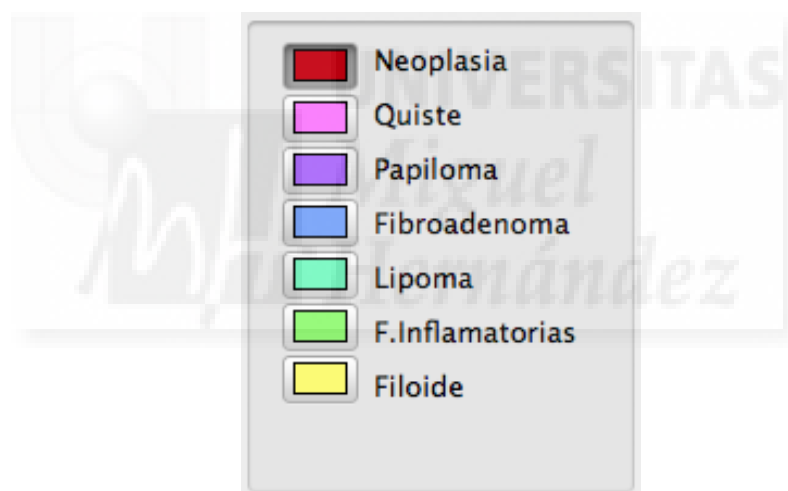 Neoplasia
Quiste
Papiloma
Fibroadenoma
Lipoma
F.Inflamatorias
Filoide
UNIVERSITAS
Miguel
Hernández